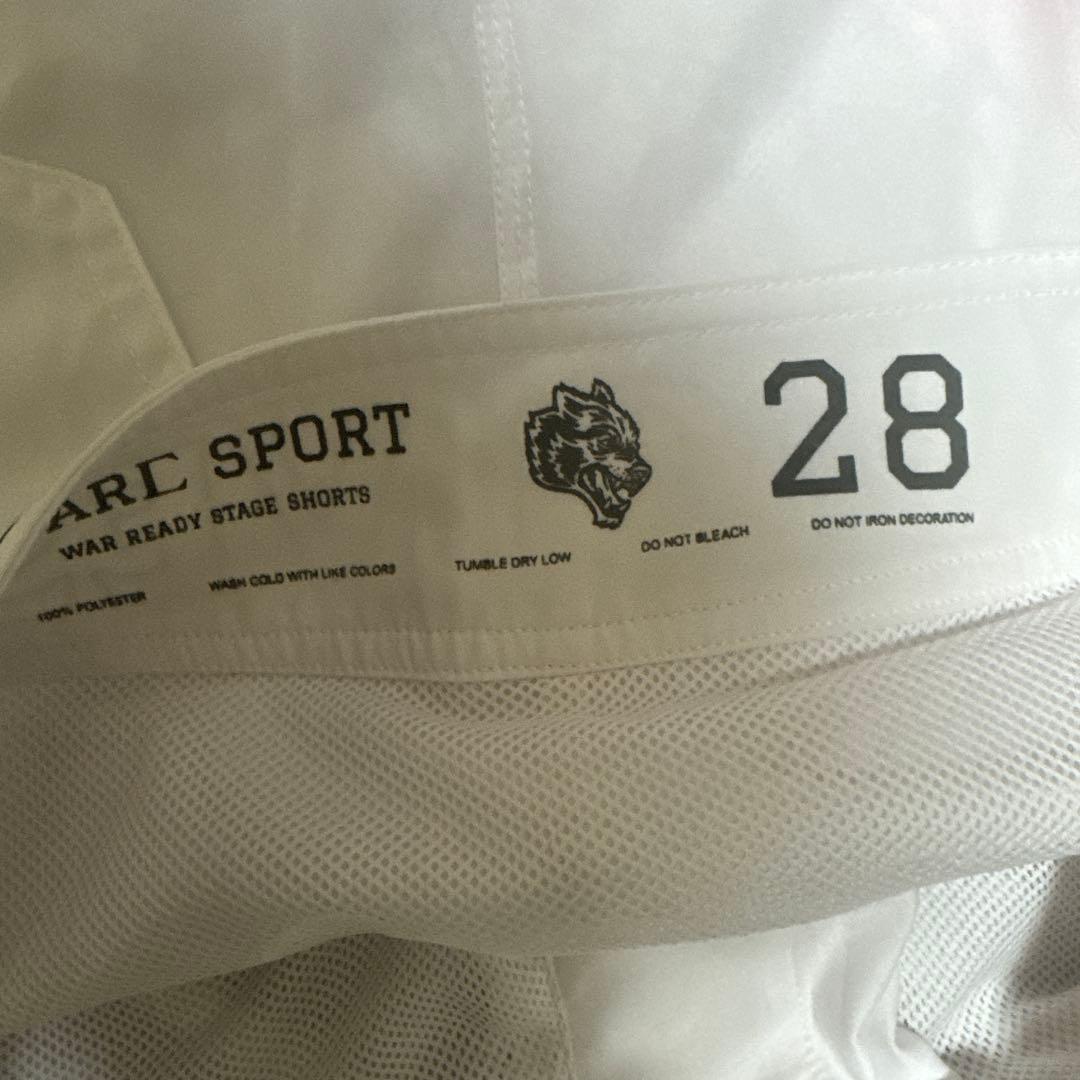 SPORT
WAR READY STAGE SHORTS
28
100% POLYESTER
WASH COLD WITH LIKE COLORS
TUMBLE DRY LOW
DO NOT BLEACH
DO NOT IRON DECORATION